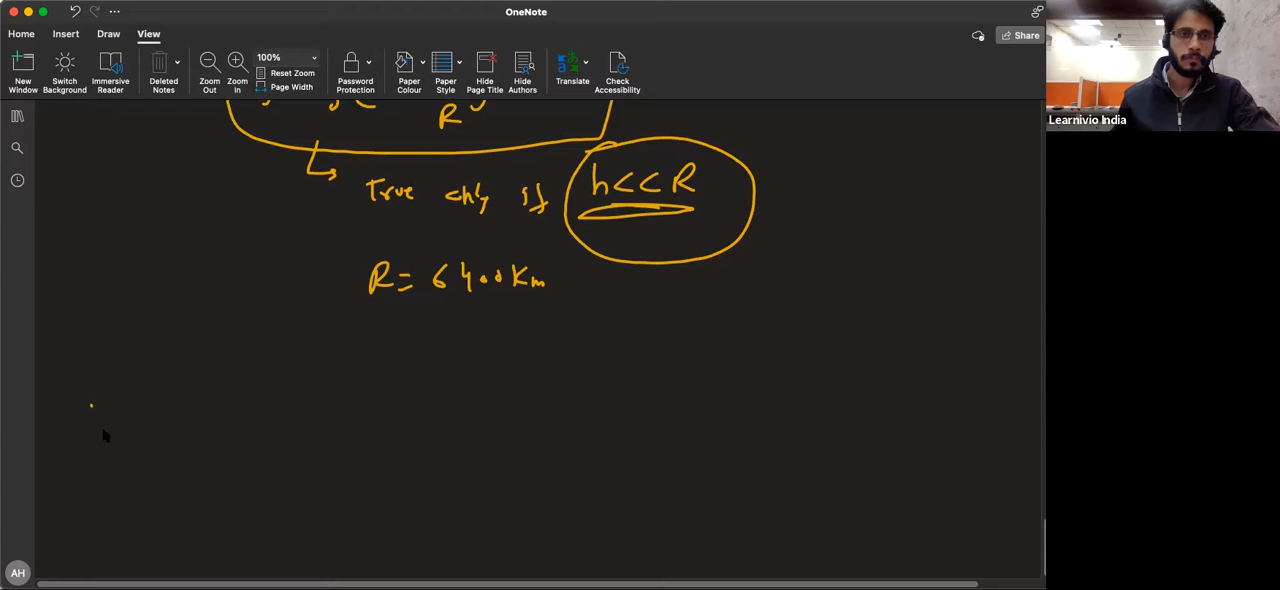 OneNote
Home Insert Draw View
Share
100%
Reset Zoom
Page Width
New Window
Switch Background
Immersive Reader
Deleted Notes
Zoom Out
Zoom In
Password Protection
Paper Colour
Paper Style
Page Title
Hide Authors
Translate
Check Accessibility
Learnivio India
R
True only if h<<R
R = 6400 Km
AH